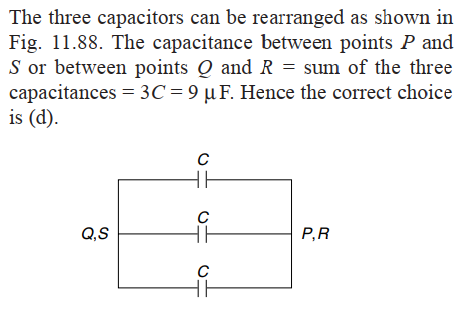 The three capacitors can be rearranged as shown in
Fig. 11.88. The capacitance between points P and
S or between points Q and R = sum of the three
capacitances = 3C = 9 μF. Hence the correct choice
is (d).
C
C
Q,S
P,R
C